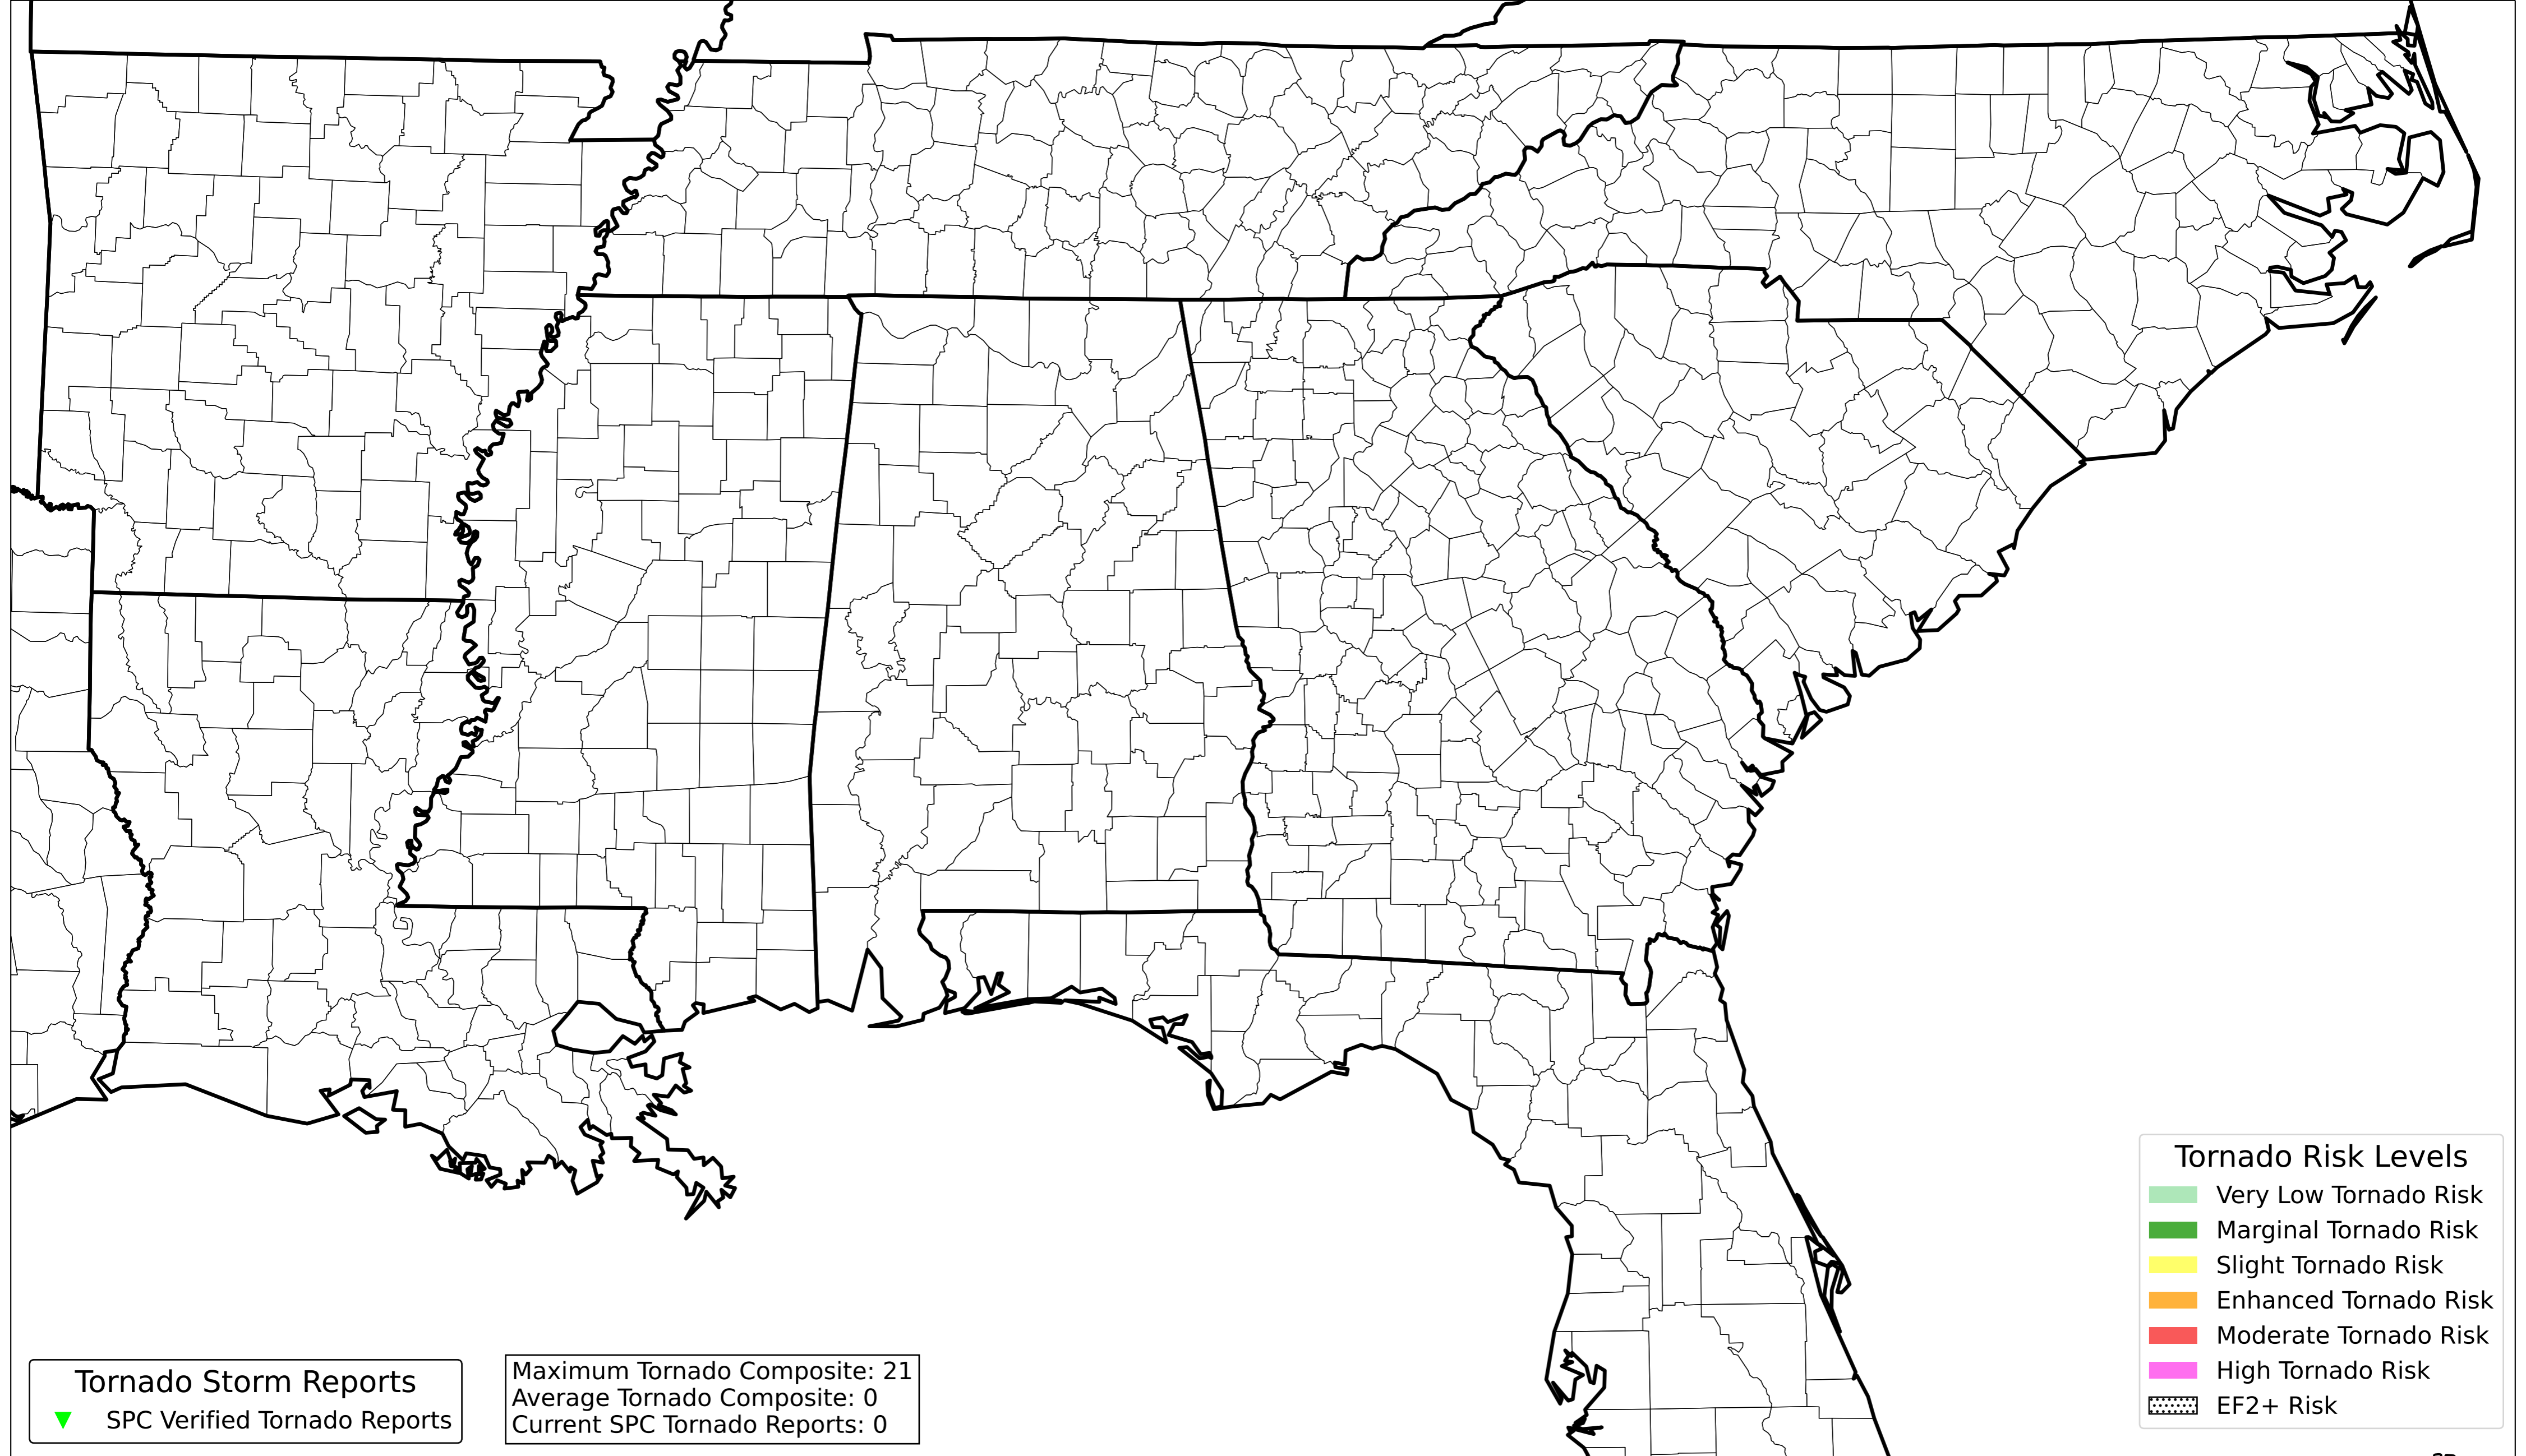 Tornado Risk Levels
Very Low Tornado Risk
Marginal Tornado Risk
Slight Tornado Risk
Enhanced Tornado Risk
Moderate Tornado Risk
High Tornado Risk
EF2+ Risk
Tornado Storm Reports
SPC Verified Tornado Reports
Maximum Tornado Composite: 21
Average Tornado Composite: 0
Current SPC Tornado Reports: 0